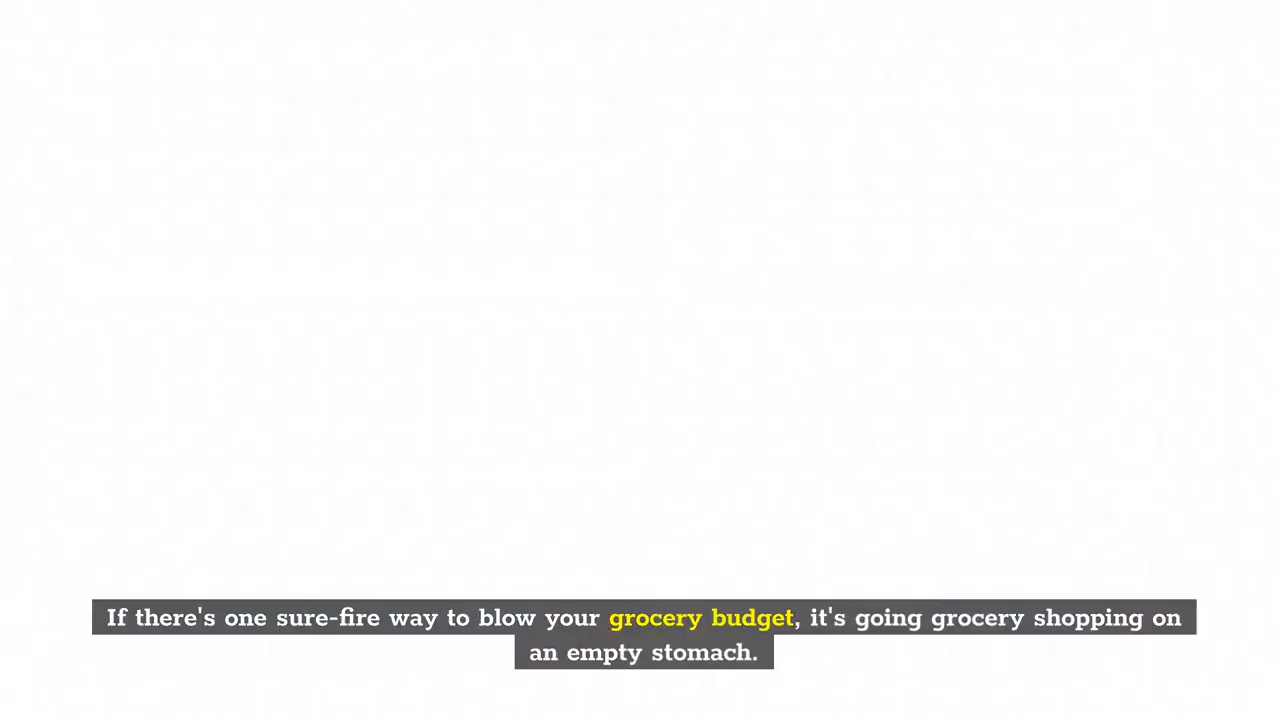 If there's one sure-fire way to blow your grocery budget, it's going grocery shopping on
an empty stomach.